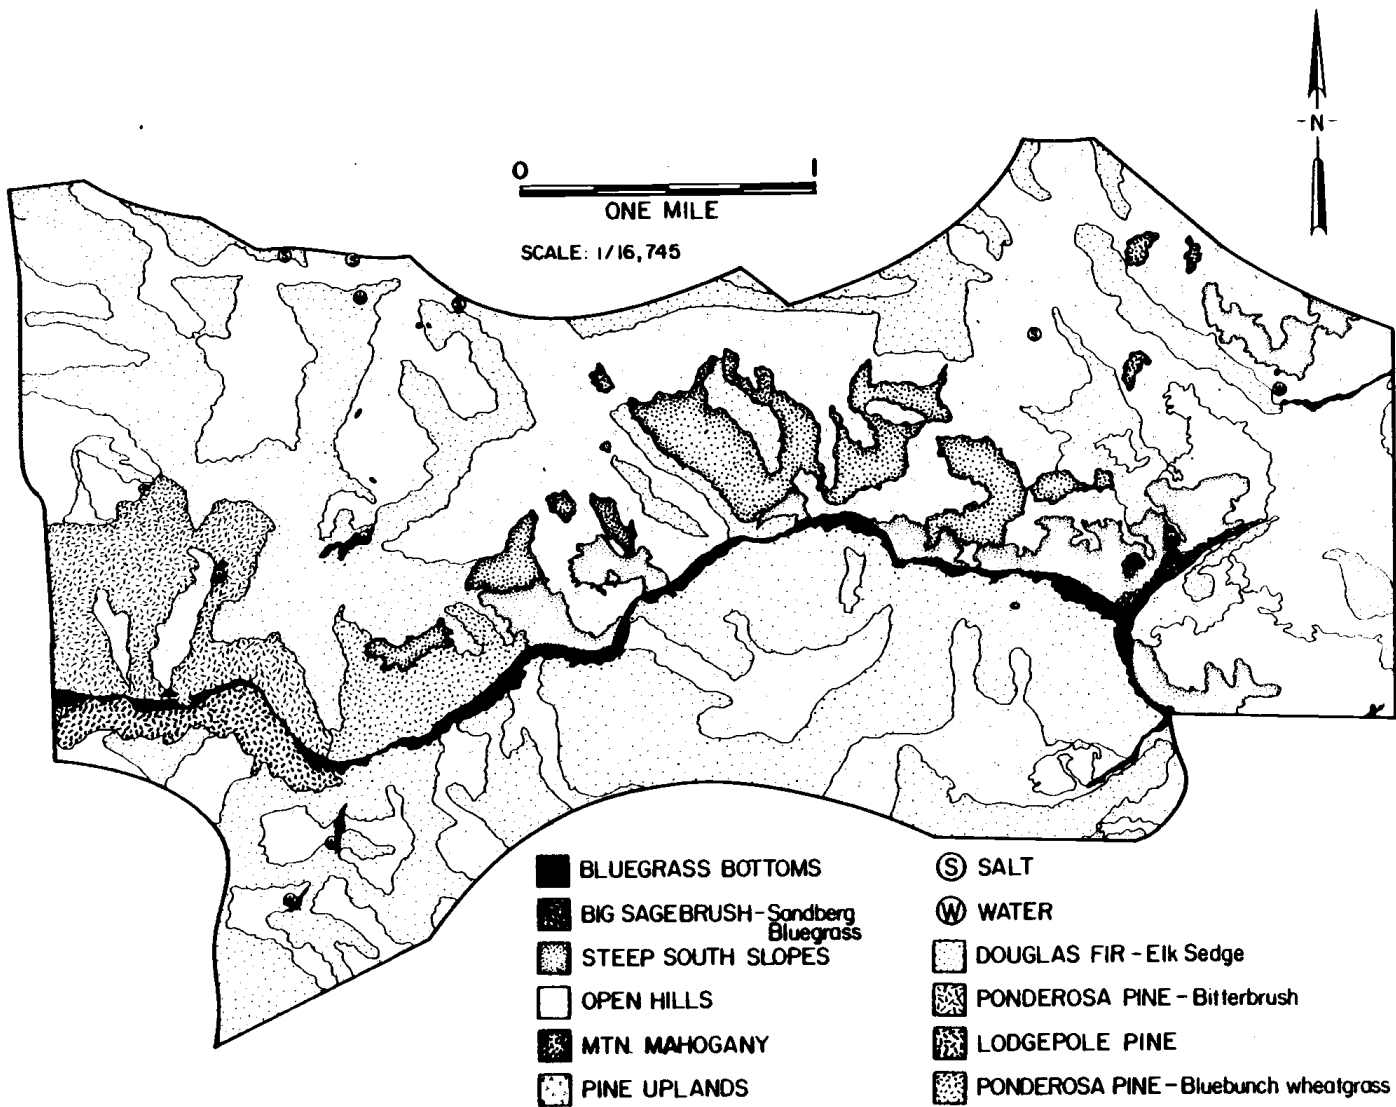 N
0 1
ONE MILE
SCALE: 1/16,745
S
S
W
W
S
W
W
W
BLUEGRASS BOTTOMS
BIG SAGEBRUSH-Sandberg
Bluegrass
STEEP SOUTH SLOPES
OPEN HILLS
MTN. MAHOGANY
PINE UPLANDS
S SALT
W WATER
DOUGLAS FIR-Elk Sedge
PONDEROSA PINE-Bitterbrush
LODGEPOLE PINE
PONDEROSA PINE-Bluebunch wheatgrass